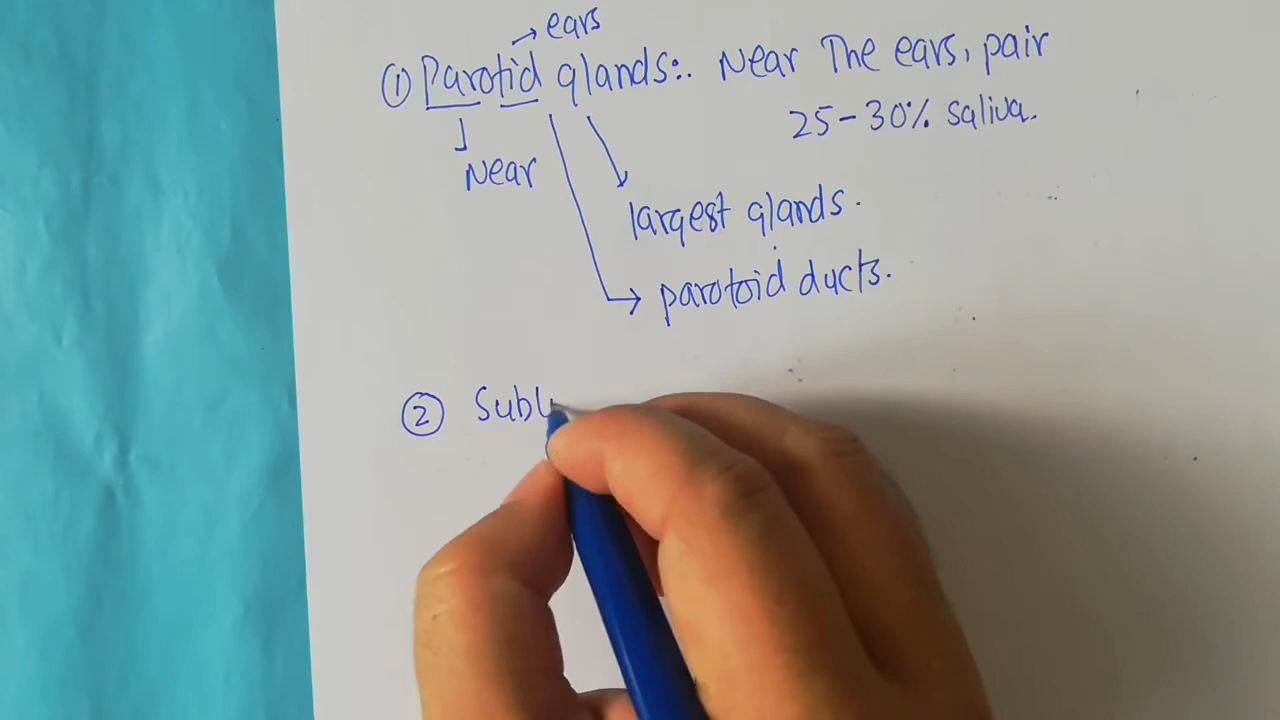 → ears
① Parotid glands:. Near The ears, pair
25-30% saliva.
Near
largest glands.
→ parotoid ducts.
② Subl